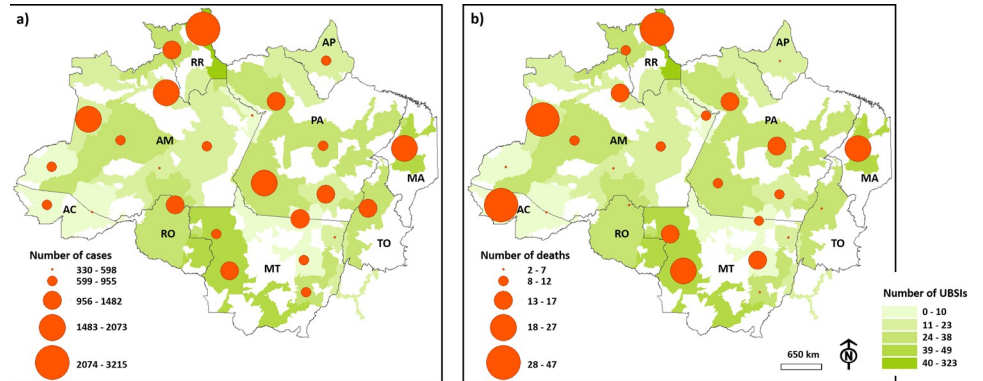 a)
AP
RR
AM
PA
MA
AC
RO
TO
MT
Number of cases
330 - 598
599 - 955
956 - 1482
1483 - 2073
2074 - 3215
b)
AP
RR
AM
PA
MA
AC
RO
TO
MT
Number of deaths
2 - 7
8 - 12
13 - 17
18 - 27
28 - 47
650 km
N
Number of UBSIs
0 - 10
11 - 23
24 - 38
39 - 49
40 - 323